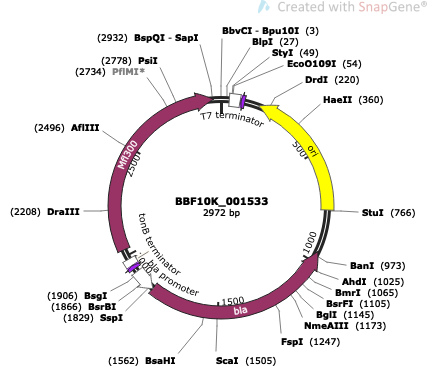 Created with SnapGene®
(2932) BspQI - SapI
BbvCI - Bpu10I (3)
BlpI (27)
StyI (49)
EcoO109I (54)
DrdI (220)
HaeII (360)
(2778) PsiI
(2734) PflMI*
(2496) AflIII
(2208) DraIII
T7 terminator
ori
500
Mfl300
2500
BBF10K_001533
2972 bp
StuI (766)
1000
BanI (973)
AhdI (1025)
BmrI (1065)
BsrFI (1105)
BglI (1145)
NmeAIII (1173)
FspI (1247)
tonB terminator
bla promoter
(1906) BsgI
(1866) BsrBI
(1829) SspI
1500
bla
(1562) BsaHI
ScaI (1505)